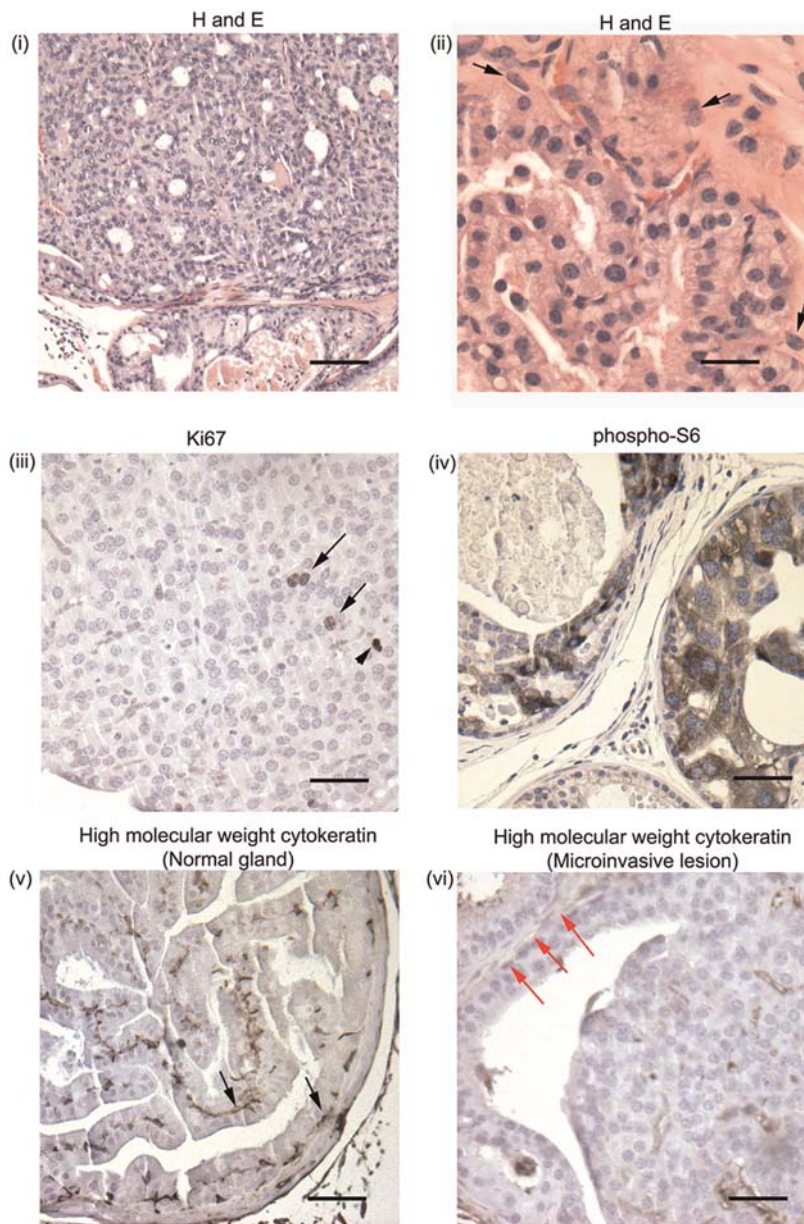 H and E
(i)
H and E
(ii)
Ki67
(iii)
phospho-S6
(iv)
High molecular weight cytokeratin
(Normal gland)
(v)
High molecular weight cytokeratin
(Microinvasive lesion)
(vi)